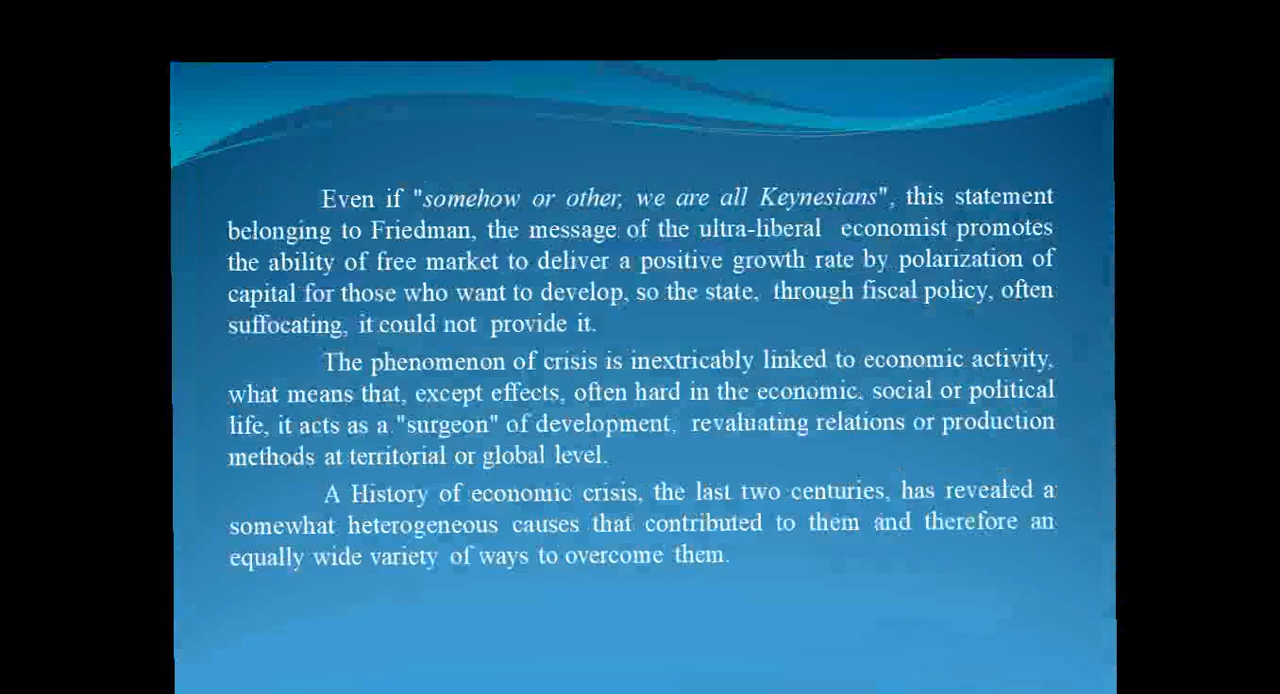 Even if "somehow or other, we are all Keynesians", this statement
belonging to Friedman, the message of the ultra-liberal economist promotes
the ability of free market to deliver a positive growth rate by polarization of
capital for those who want to develop, so the state, through fiscal policy, often
suffocating, it could not provide it.
The phenomenon of crisis is inextricably linked to economic activity,
what means that, except effects, often hard in the economic, social or political
life, it acts as a "surgeon" of development, revaluating relations or production
methods at territorial or global level.
A History of economic crisis, the last two centuries, has revealed a
somewhat heterogeneous causes that contributed to them and therefore an
equally wide variety of ways to overcome them.